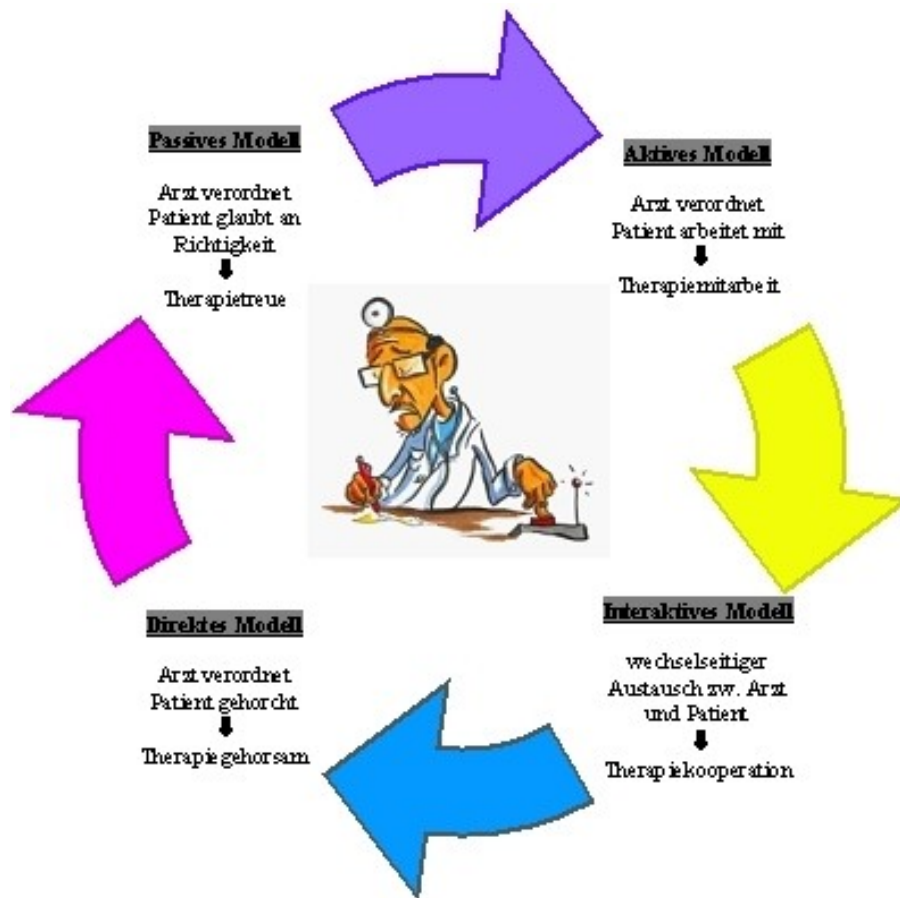 Passives Modell
Arzt verordnet
Patient glaubt an
Richtigkeit
Therapietreue
Aktives Modell
Arzt verordnet
Patient arbeitet mit
Therapiemitarbeit
Direktes Modell
Arzt verordnet
Patient gehorcht
Therapiegehorsam
Interaktives Modell
wechselseitiger
Austausch zw. Arzt
und Patient
Therapiekooperation